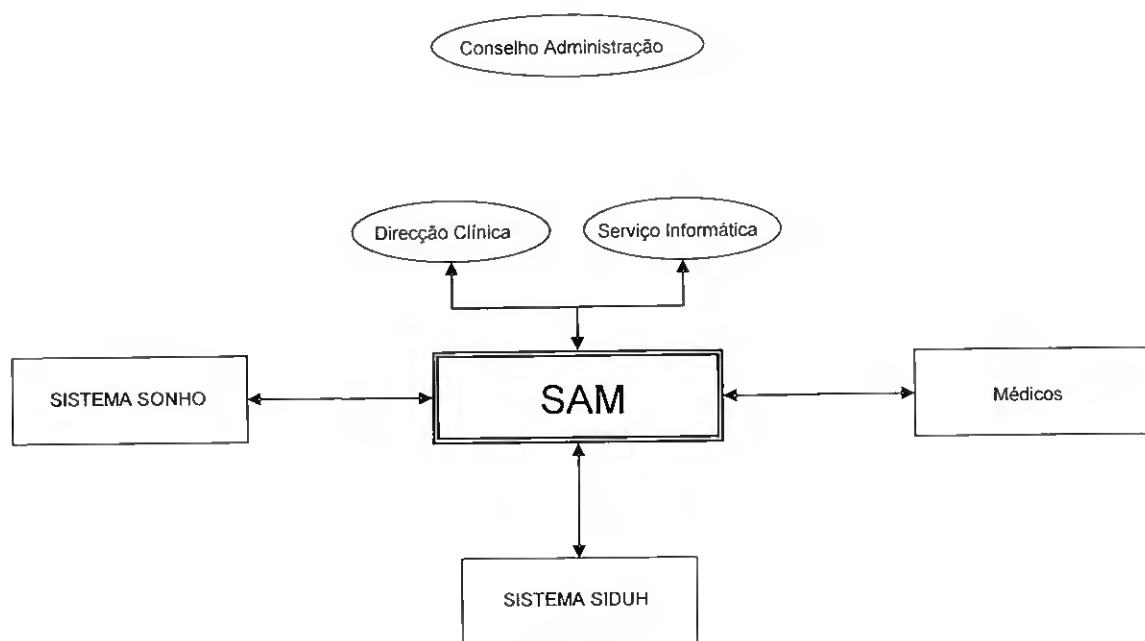 Conselho Administração
Direcção Clínica
Serviço Informática
SISTEMA SONHO
SAM
Médicos
SISTEMA SIDUH